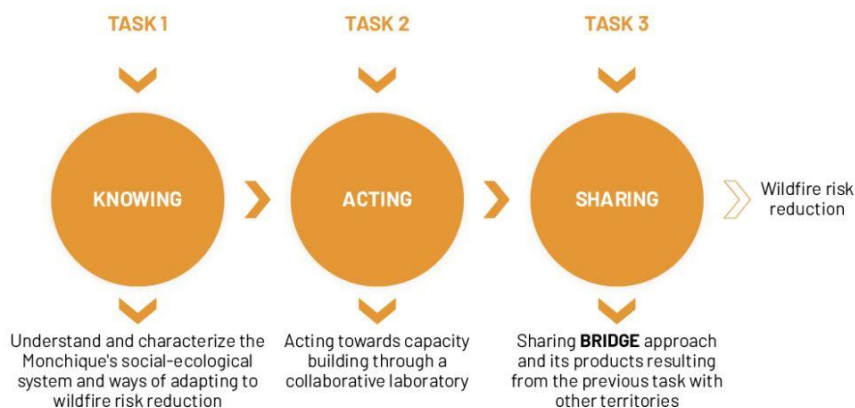 TASK 1
TASK 2
TASK 3
KNOWING
ACTING
SHARING
Wildfire risk
reduction
Understand and characterize the
Monchique's social-ecological
system and ways of adapting to
wildfire risk reduction
Acting towards capacity
building through a
collaborative laboratory
Sharing BRIDGE approach
and its products resulting
from the previous task with
other territories